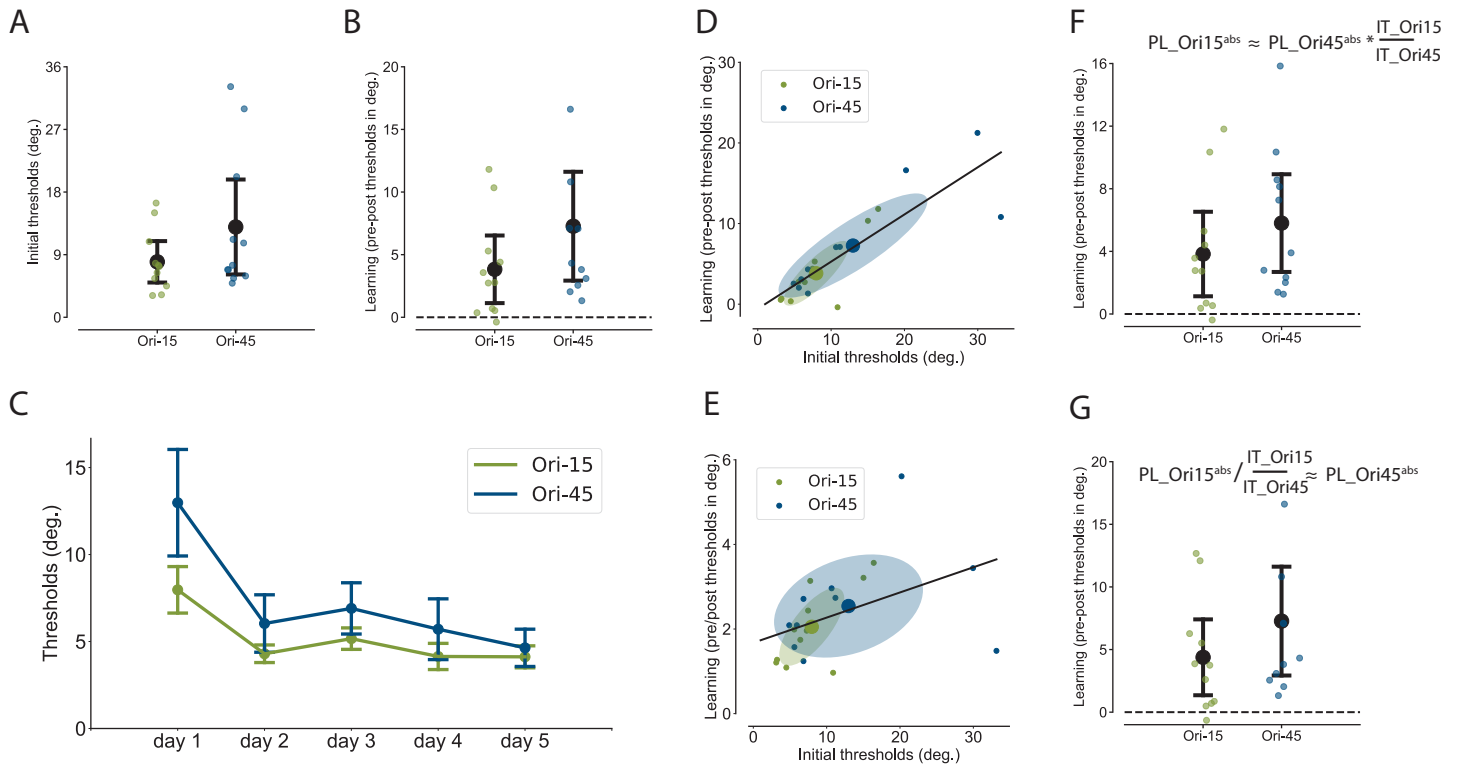 A
Initial thresholds (deg.)
36
27
18
9
0
Ori-15
Ori-45
B
Learning (pre-post thresholds in deg.)
20
15
10
5
0
Ori-15
Ori-45
C
Thresholds (deg.)
15
10
5
0
day 1
day 2
day 3
day 4
day 5
Ori-15
Ori-45
D
Learning (pre-post thresholds in deg.)
30
20
10
0
Ori-15
Ori-45
0
10
20
30
Initial thresholds (deg.)
E
Learning (pre/post thresholds in deg.)
6
4
2
0
Ori-15
Ori-45
0
10
20
30
Initial thresholds (deg.)
F
PL_Ori15abs ≈ PL_Ori45abs * IT_Ori15
IT_Ori45
Learning (pre-post thresholds in deg.)
16
12
8
4
0
Ori-15
Ori-45
G
PL_Ori15abs / IT_Ori15
IT_Ori45 ≈ PL_Ori45abs
Learning (pre-post thresholds in deg.)
20
15
10
5
0
Ori-15
Ori-45